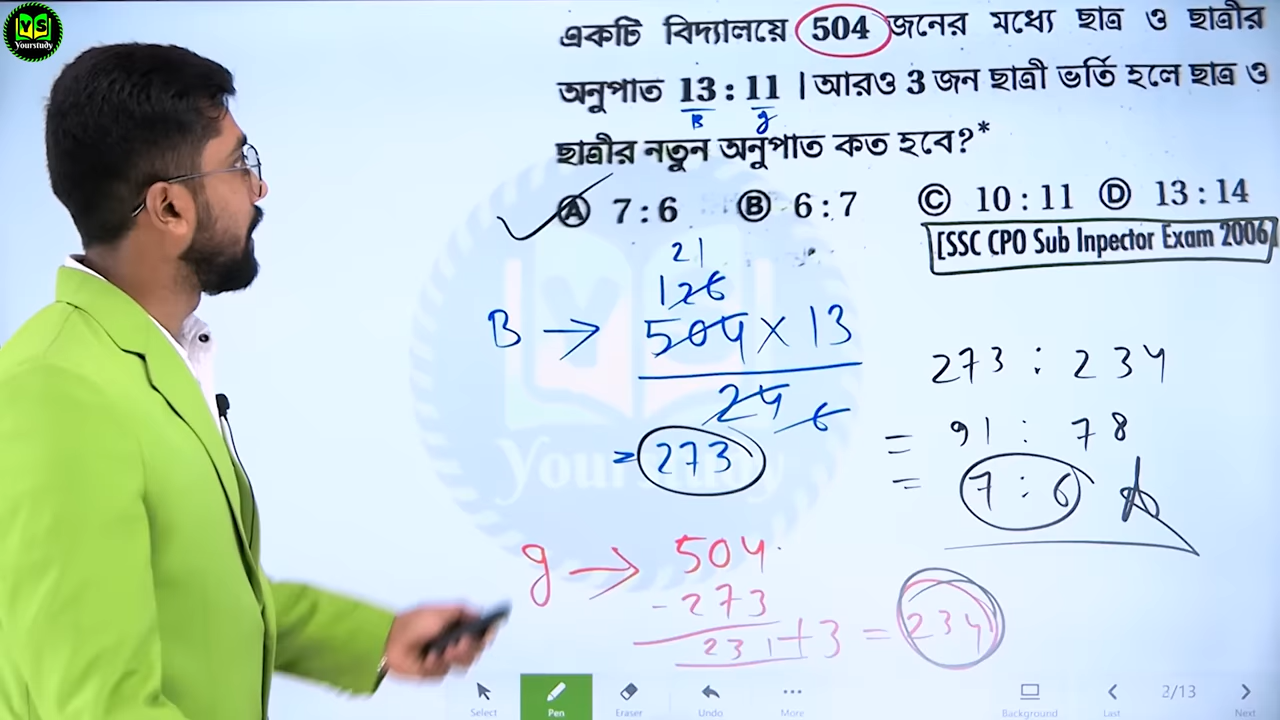 YS
Yourstudy
একটি বিদ্যালয়ে 504 জনের মধ্যে ছাত্র ও ছাত্রীর
অনুপাত 13 : 11 । আরও 3 জন ছাত্রী ভর্তি হলে ছাত্র ও
B g
ছাত্রীর নতুন অনুপাত কত হবে?*
Ⓐ 7 : 6 Ⓑ 6 : 7 Ⓒ 10 : 11 Ⓓ 13 : 14
[SSC CPO Sub Inpector Exam 2006]
21
126
B → 504 × 13
24 6
= 273
273 : 234
= 91 : 78
= 7 : 6 A
Yourstudy
g → 504
- 273
231 + 3 = 234
Select Pen Eraser Undo More Background Last 2/13 Next